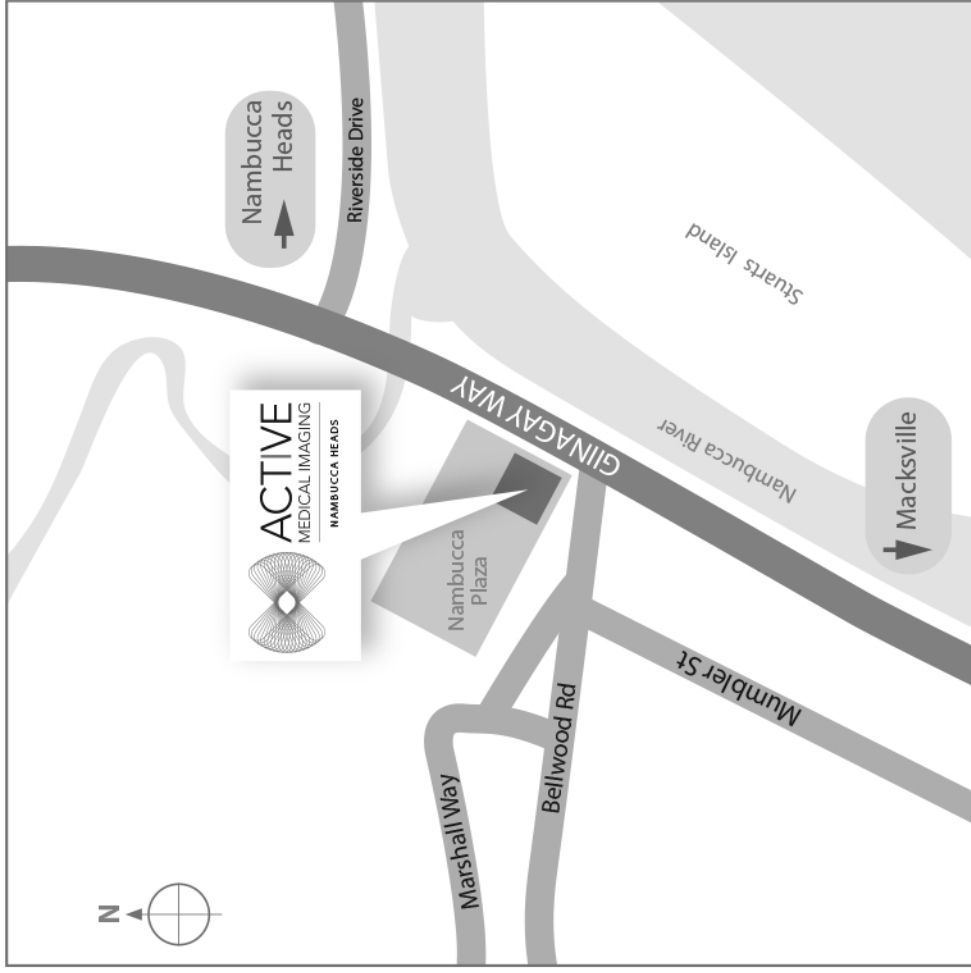 N
Nambucca
Heads
Riverside Drive
ACTIVE
MEDICAL IMAGING
NAMBUCCA HEADS
GIINAGAY WAY
Nambucca
Plaza
Stuarts Island
Nambucca River
Macksville
Marshall Way
Bellwood Rd
Mumbler St